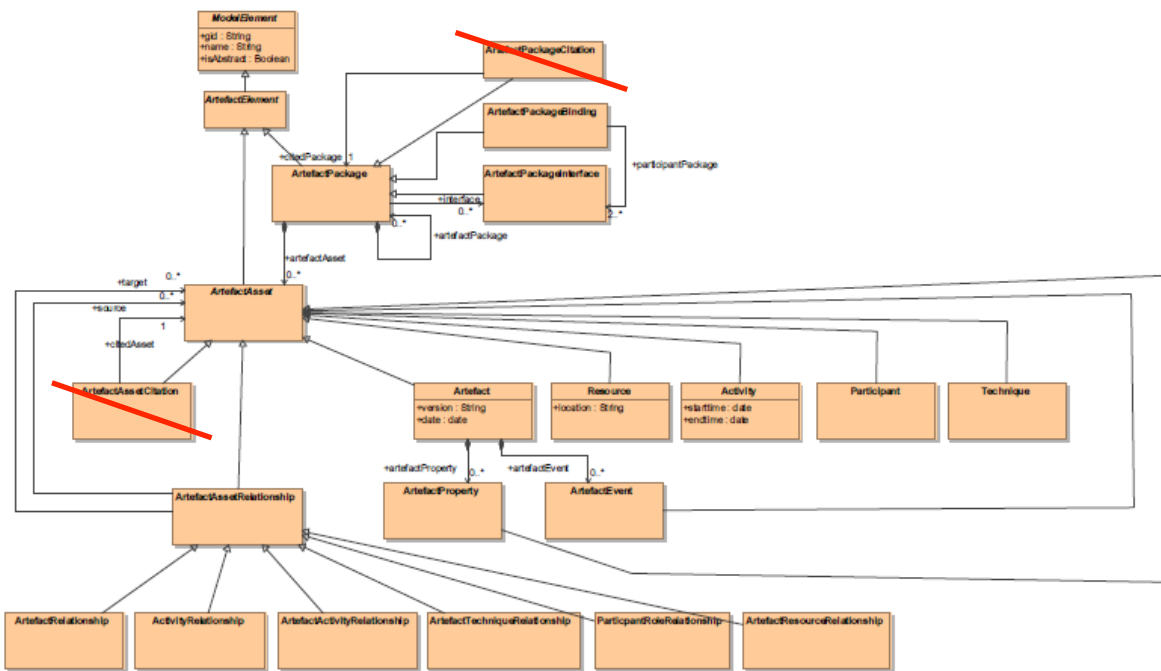 ModelElement
+gid : String
+name : String
+isAbstract : Boolean
ArtefactElement
ArtefactPackageCitation
ArtefactPackageBinding
+participantPackage
+citedPackage 1
ArtefactPackage
ArtefactPackageInterface
+interface
0..*
2..*
0..*
+artefactPackage
+artefactAsset
0..*
+target
0..*
0..*
+source
ArtefactAsset
1
+citedAsset
ArtefactAssetCitation
Artefact
+version : String
+date : date
Resource
+location : String
Activity
+starttime : date
+endtime : date
Participant
Technique
+artefactProperty
0..*
+artefactEvent
0..*
ArtefactProperty
ArtefactEvent
ArtefactAssetRelationship
ArtefactRelationship
ActivityRelationship
ArtefactActivityRelationship
ArtefactTechniqueRelationship
ParticpantRoleRelationship
ArtefactResourceRelationship